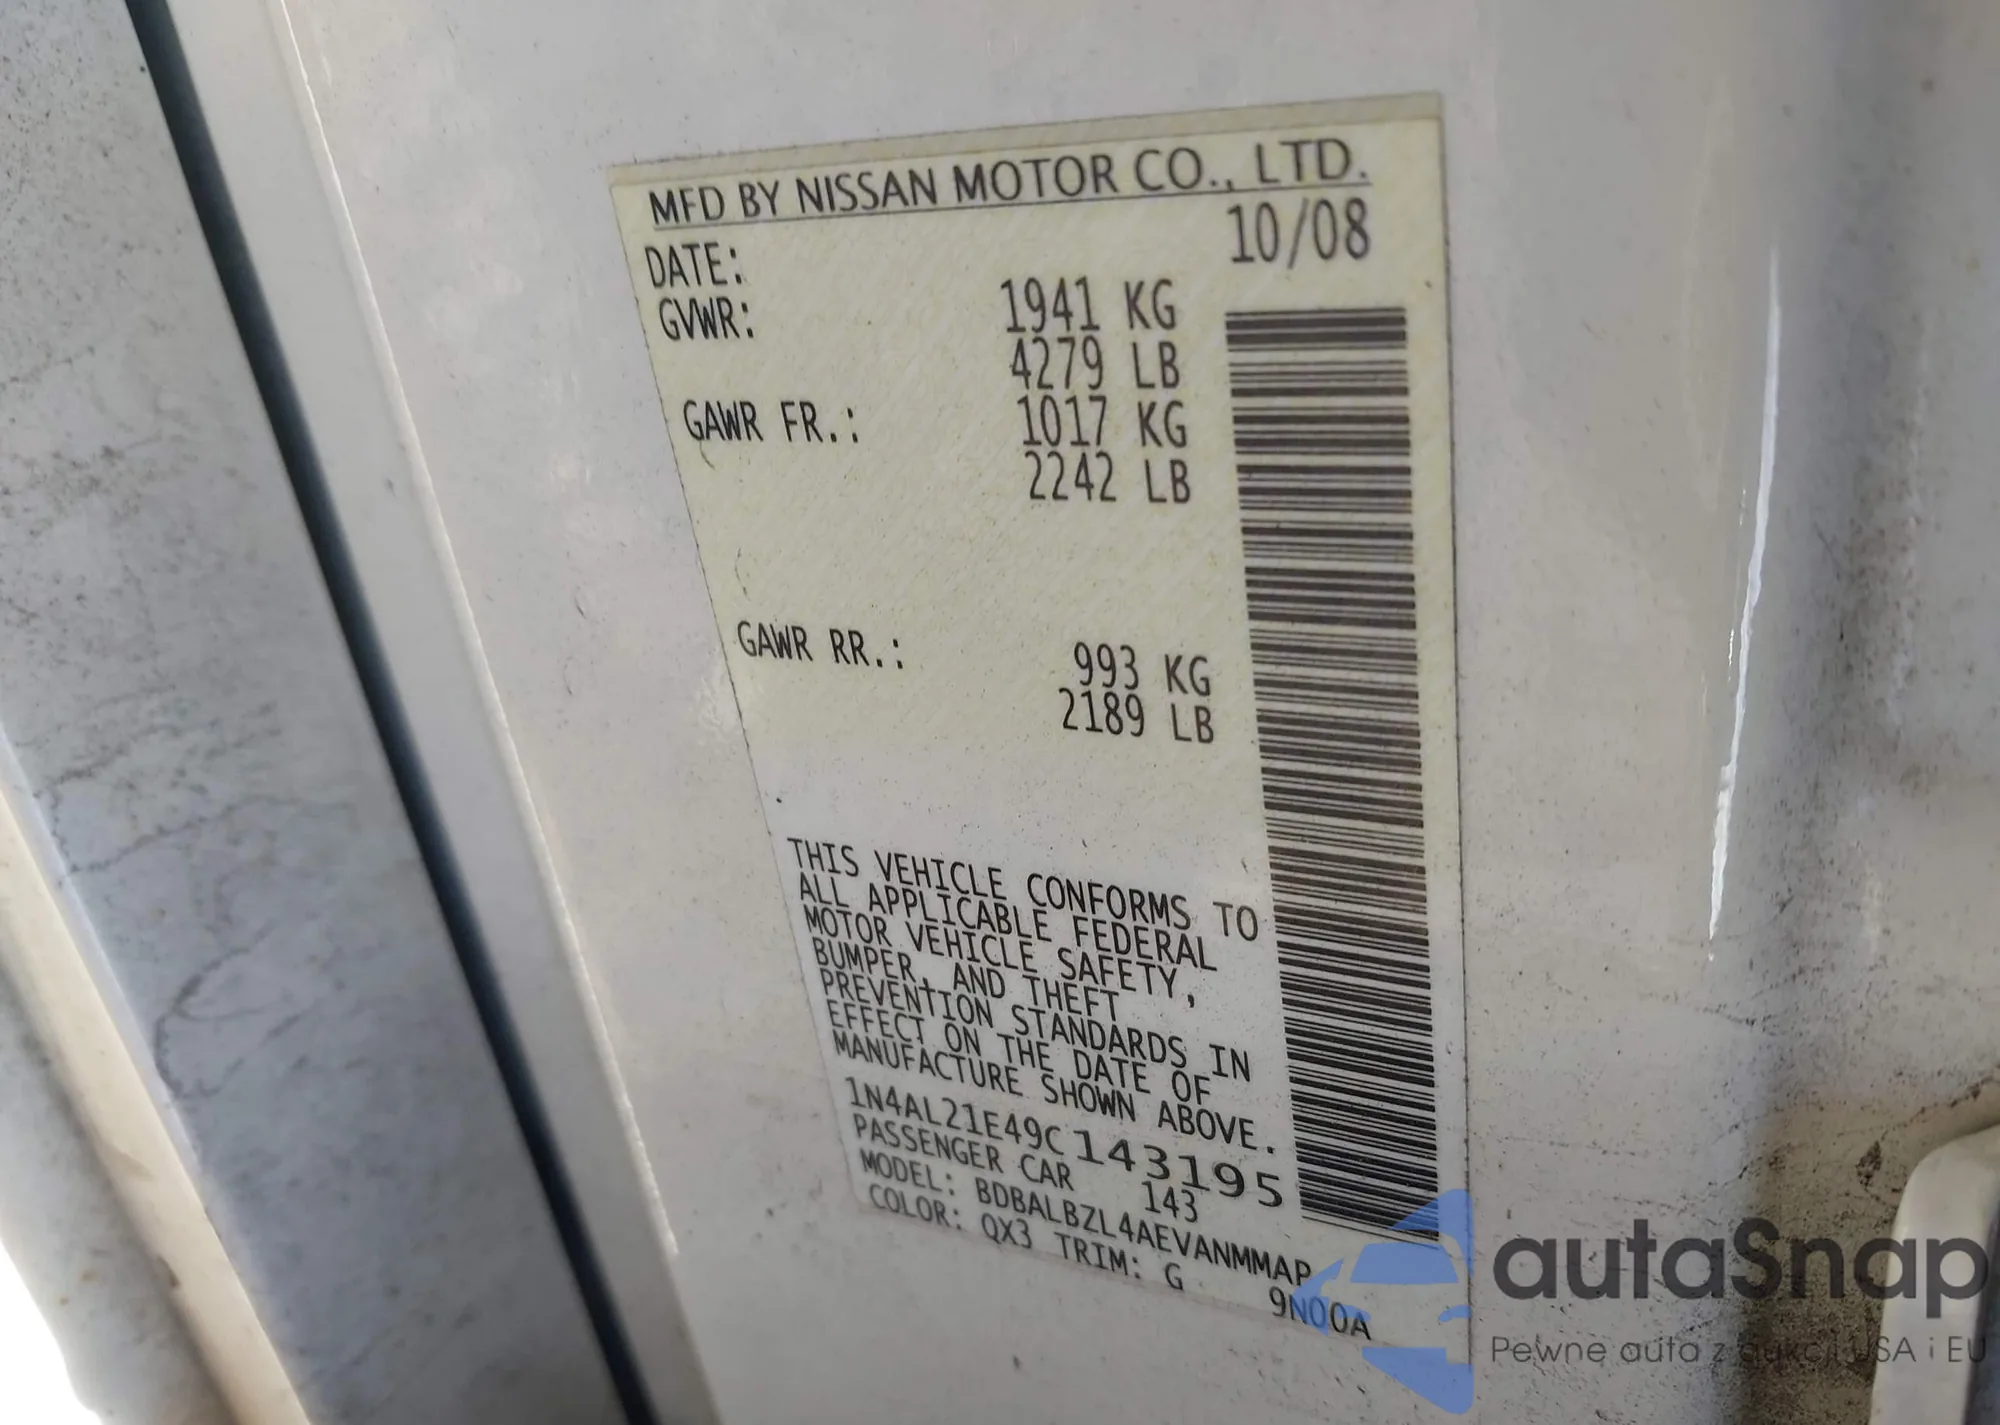 MFD BY NISSAN MOTOR CO., LTD.
DATE: 10/08
GVWR: 1941 KG
4279 LB
GAWR FR.: 1017 KG
2242 LB
GAWR RR.: 993 KG
2189 LB
THIS VEHICLE CONFORMS TO
ALL APPLICABLE FEDERAL
MOTOR VEHICLE SAFETY,
BUMPER, AND THEFT
PREVENTION STANDARDS IN
EFFECT ON THE DATE OF
MANUFACTURE SHOWN ABOVE.
1N4AL21E49C143195
PASSENGER CAR 143
MODEL: BDBALBZL4AEVANMMAP
COLOR: QX3 TRIM: G 9N00A
autaSnap
Pewne auta z aukcji USA i EU